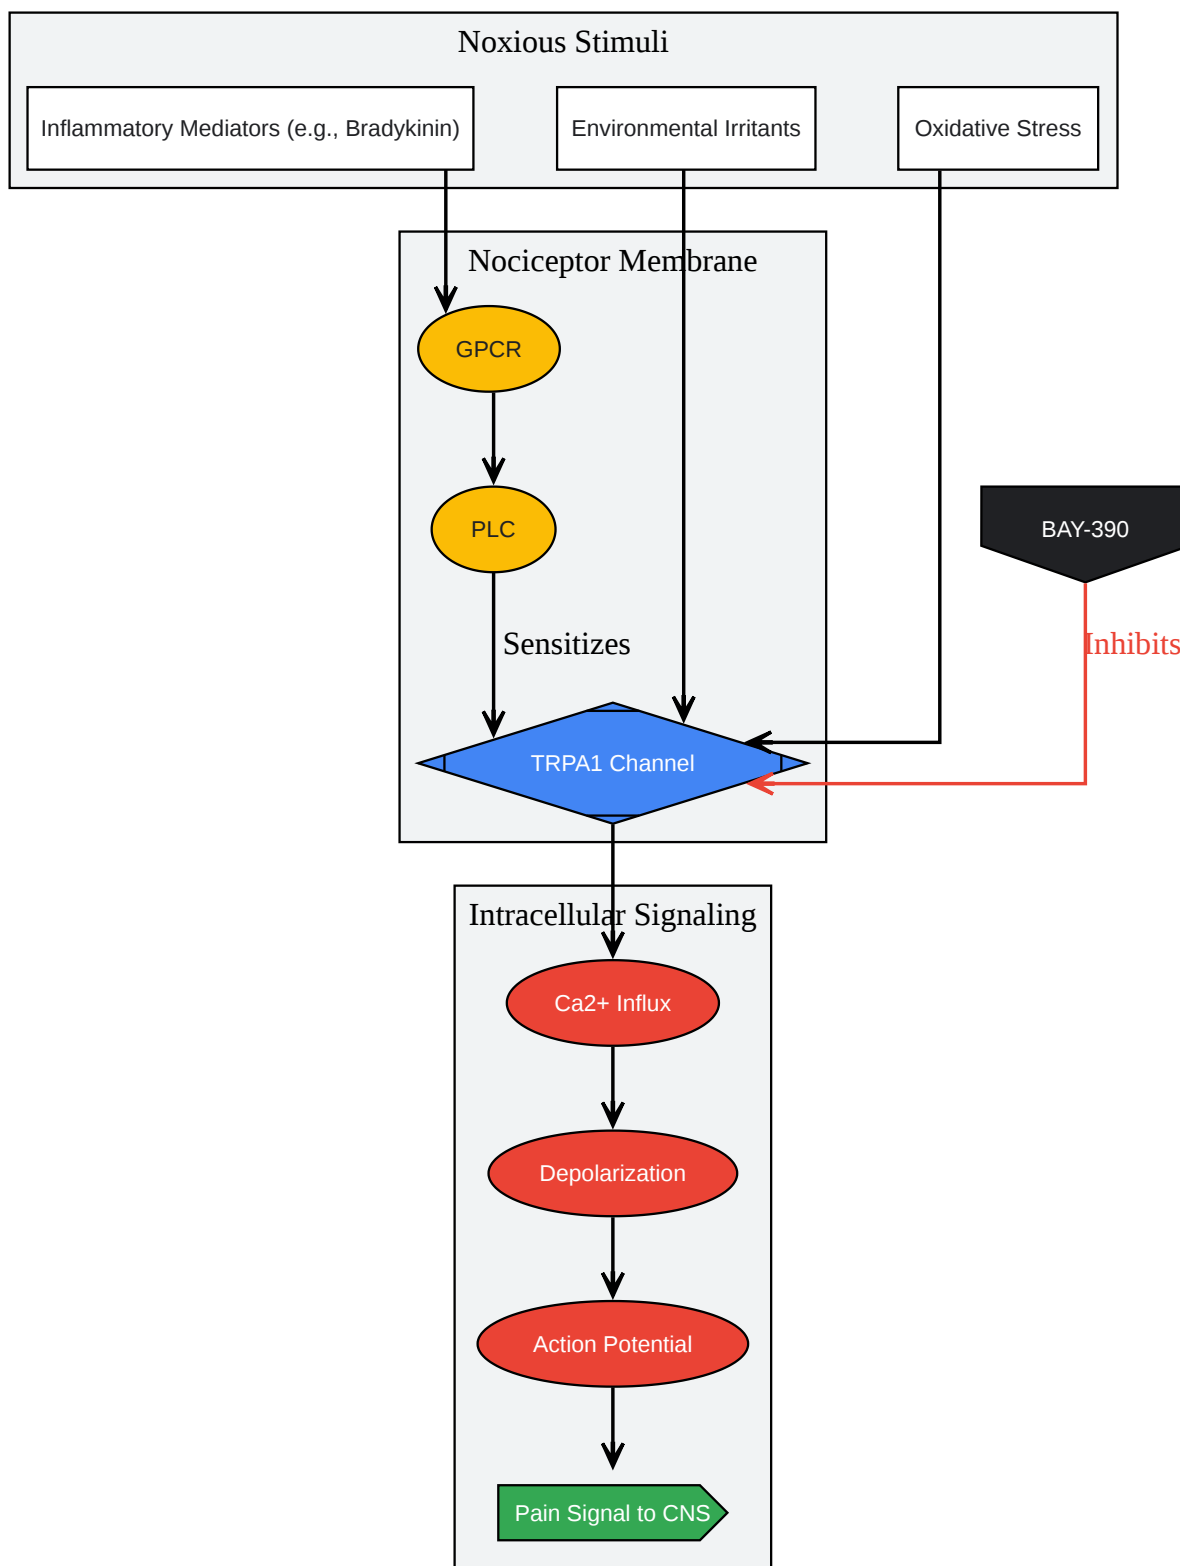 Noxious Stimuli
Inflammatory Mediators (e.g., Bradykinin)
Environmental Irritants
Oxidative Stress
Nociceptor Membrane
GPCR
PLC
BAY-390
Sensitizes
Inhibits
TRPA1 Channel
Intracellular Signaling
Ca2+ Influx
Depolarization
Action Potential
Pain Signal to CNS